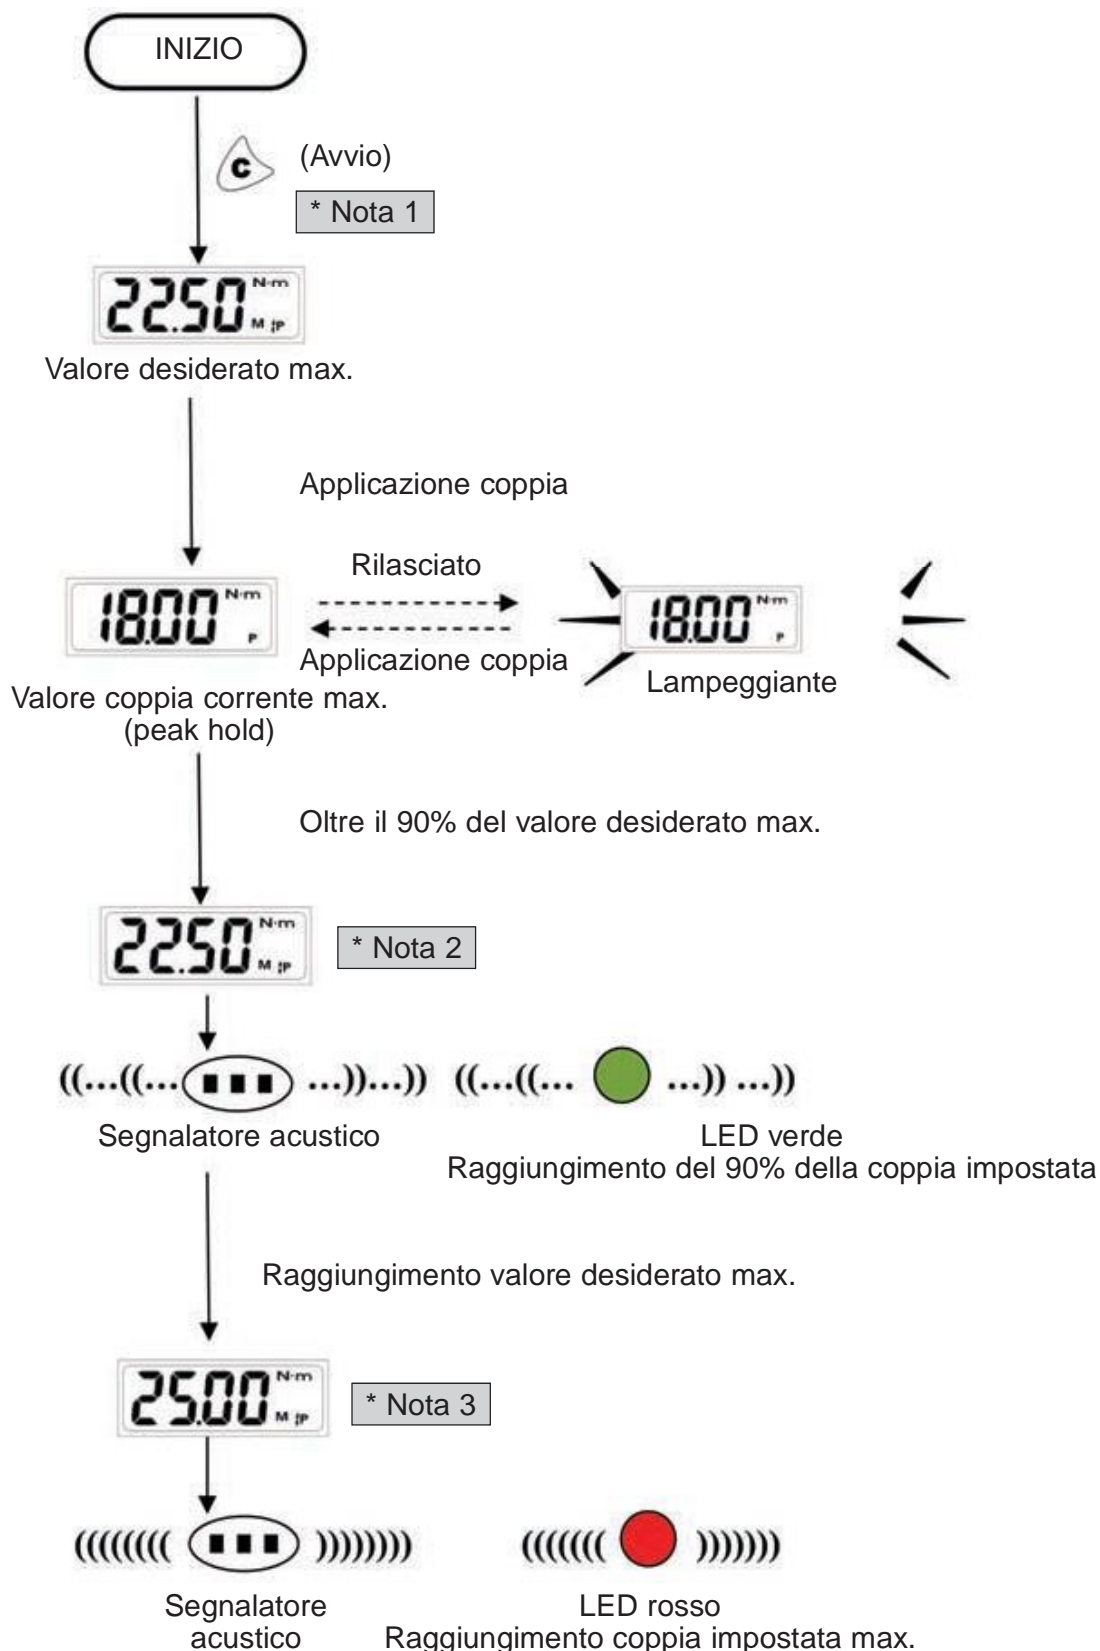 INIZIO
C
(Avvio)
* Nota 1
22.50 N·m
M P
Valore desiderato max.
Applicazione coppia
Rilasciato
18.00 N·m
P
18.00 N·m
P
Applicazione coppia
Lampeggiante
Valore coppia corrente max.
(peak hold)
Oltre il 90% del valore desiderato max.
22.50 N·m
M P
* Nota 2
((...((... ...))...)) ((...((... ...)) ...))
Segnalatore acustico
LED verde
Raggiungimento del 90% della coppia impostata
Raggiungimento valore desiderato max.
25.00 N·m
M P
* Nota 3
(((((((( )))))))) ((((((( )))))))
Segnalatore
acustico
LED rosso
Raggiungimento coppia impostata max.